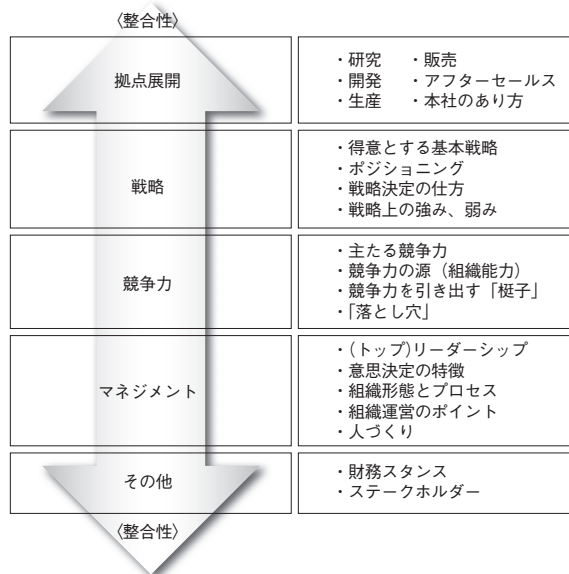 〈整合性〉
拠点展開
・研究 ・販売
・開発 ・アフターセールス
・生産 ・本社のあり方
戦略
・得意とする基本戦略
・ポジショニング
・戦略決定の仕方
・戦略上の強み、弱み
競争力
・主たる競争力
・競争力の源（組織能力）
・競争力を引き出す「梃子」
・「落とし穴」
マネジメント
・(トップ)リーダーシップ
・意思決定の特徴
・組織形態とプロセス
・組織運営のポイント
・人づくり
その他
・財務スタンス
・ステークホルダー
〈整合性〉